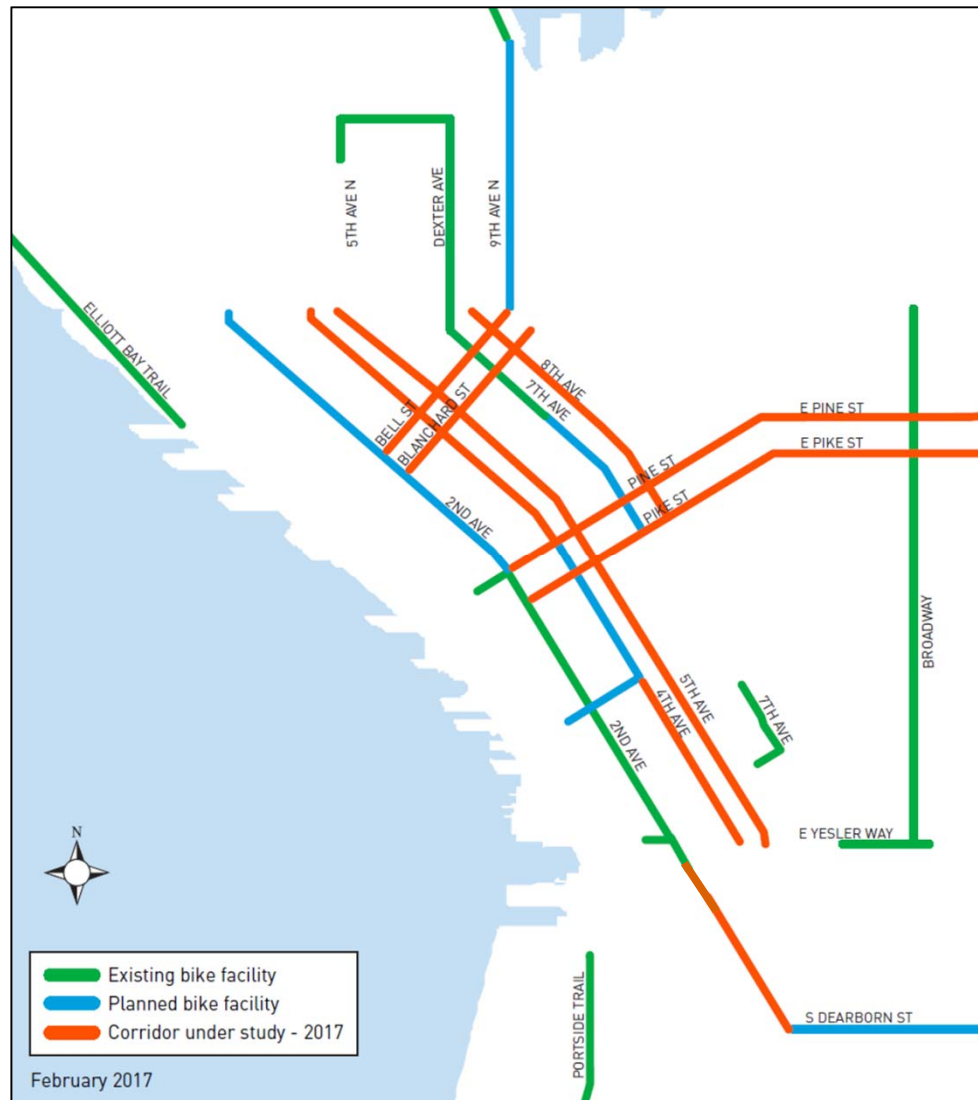 5TH AVE N
DEXTER AVE
9TH AVE N
ELLIOTT BAY TRAIL
8TH AVE
7TH AVE
BELL ST
BLANCHARD ST
E PINE ST
E PIKE ST
PINE ST
PIKE ST
2ND AVE
BROADWAY
5TH AVE
4TH AVE
7TH AVE
2ND AVE
E YESLER WAY
N
S DEARBORN ST
PORTSIDE TRAIL
Existing bike facility
Planned bike facility
Corridor under study - 2017
February 2017